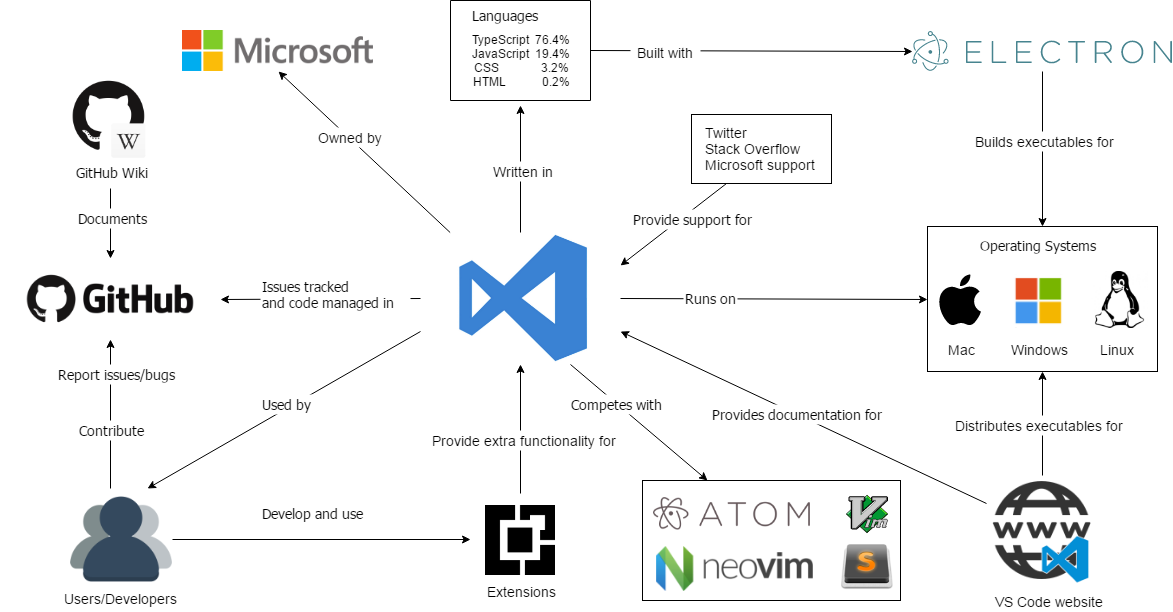 Microsoft
Languages
TypeScript 76.4%
JavaScript 19.4%
CSS 3.2%
HTML 0.2%
Built with
ELECTRON
Owned by
Written in
Twitter
Stack Overflow
Microsoft support
Builds executables for
W
GitHub Wiki
Documents
Provide support for
GitHub
Issues tracked
and code managed in
Runs on
Operating Systems
Mac
Windows
Linux
Report issues/bugs
Contribute
Used by
Competes with
Provide extra functionality for
Provides documentation for
Distributes executables for
Develop and use
Users/Developers
Extensions
ATOM
Vim
neovim
S
WWW
VS Code website